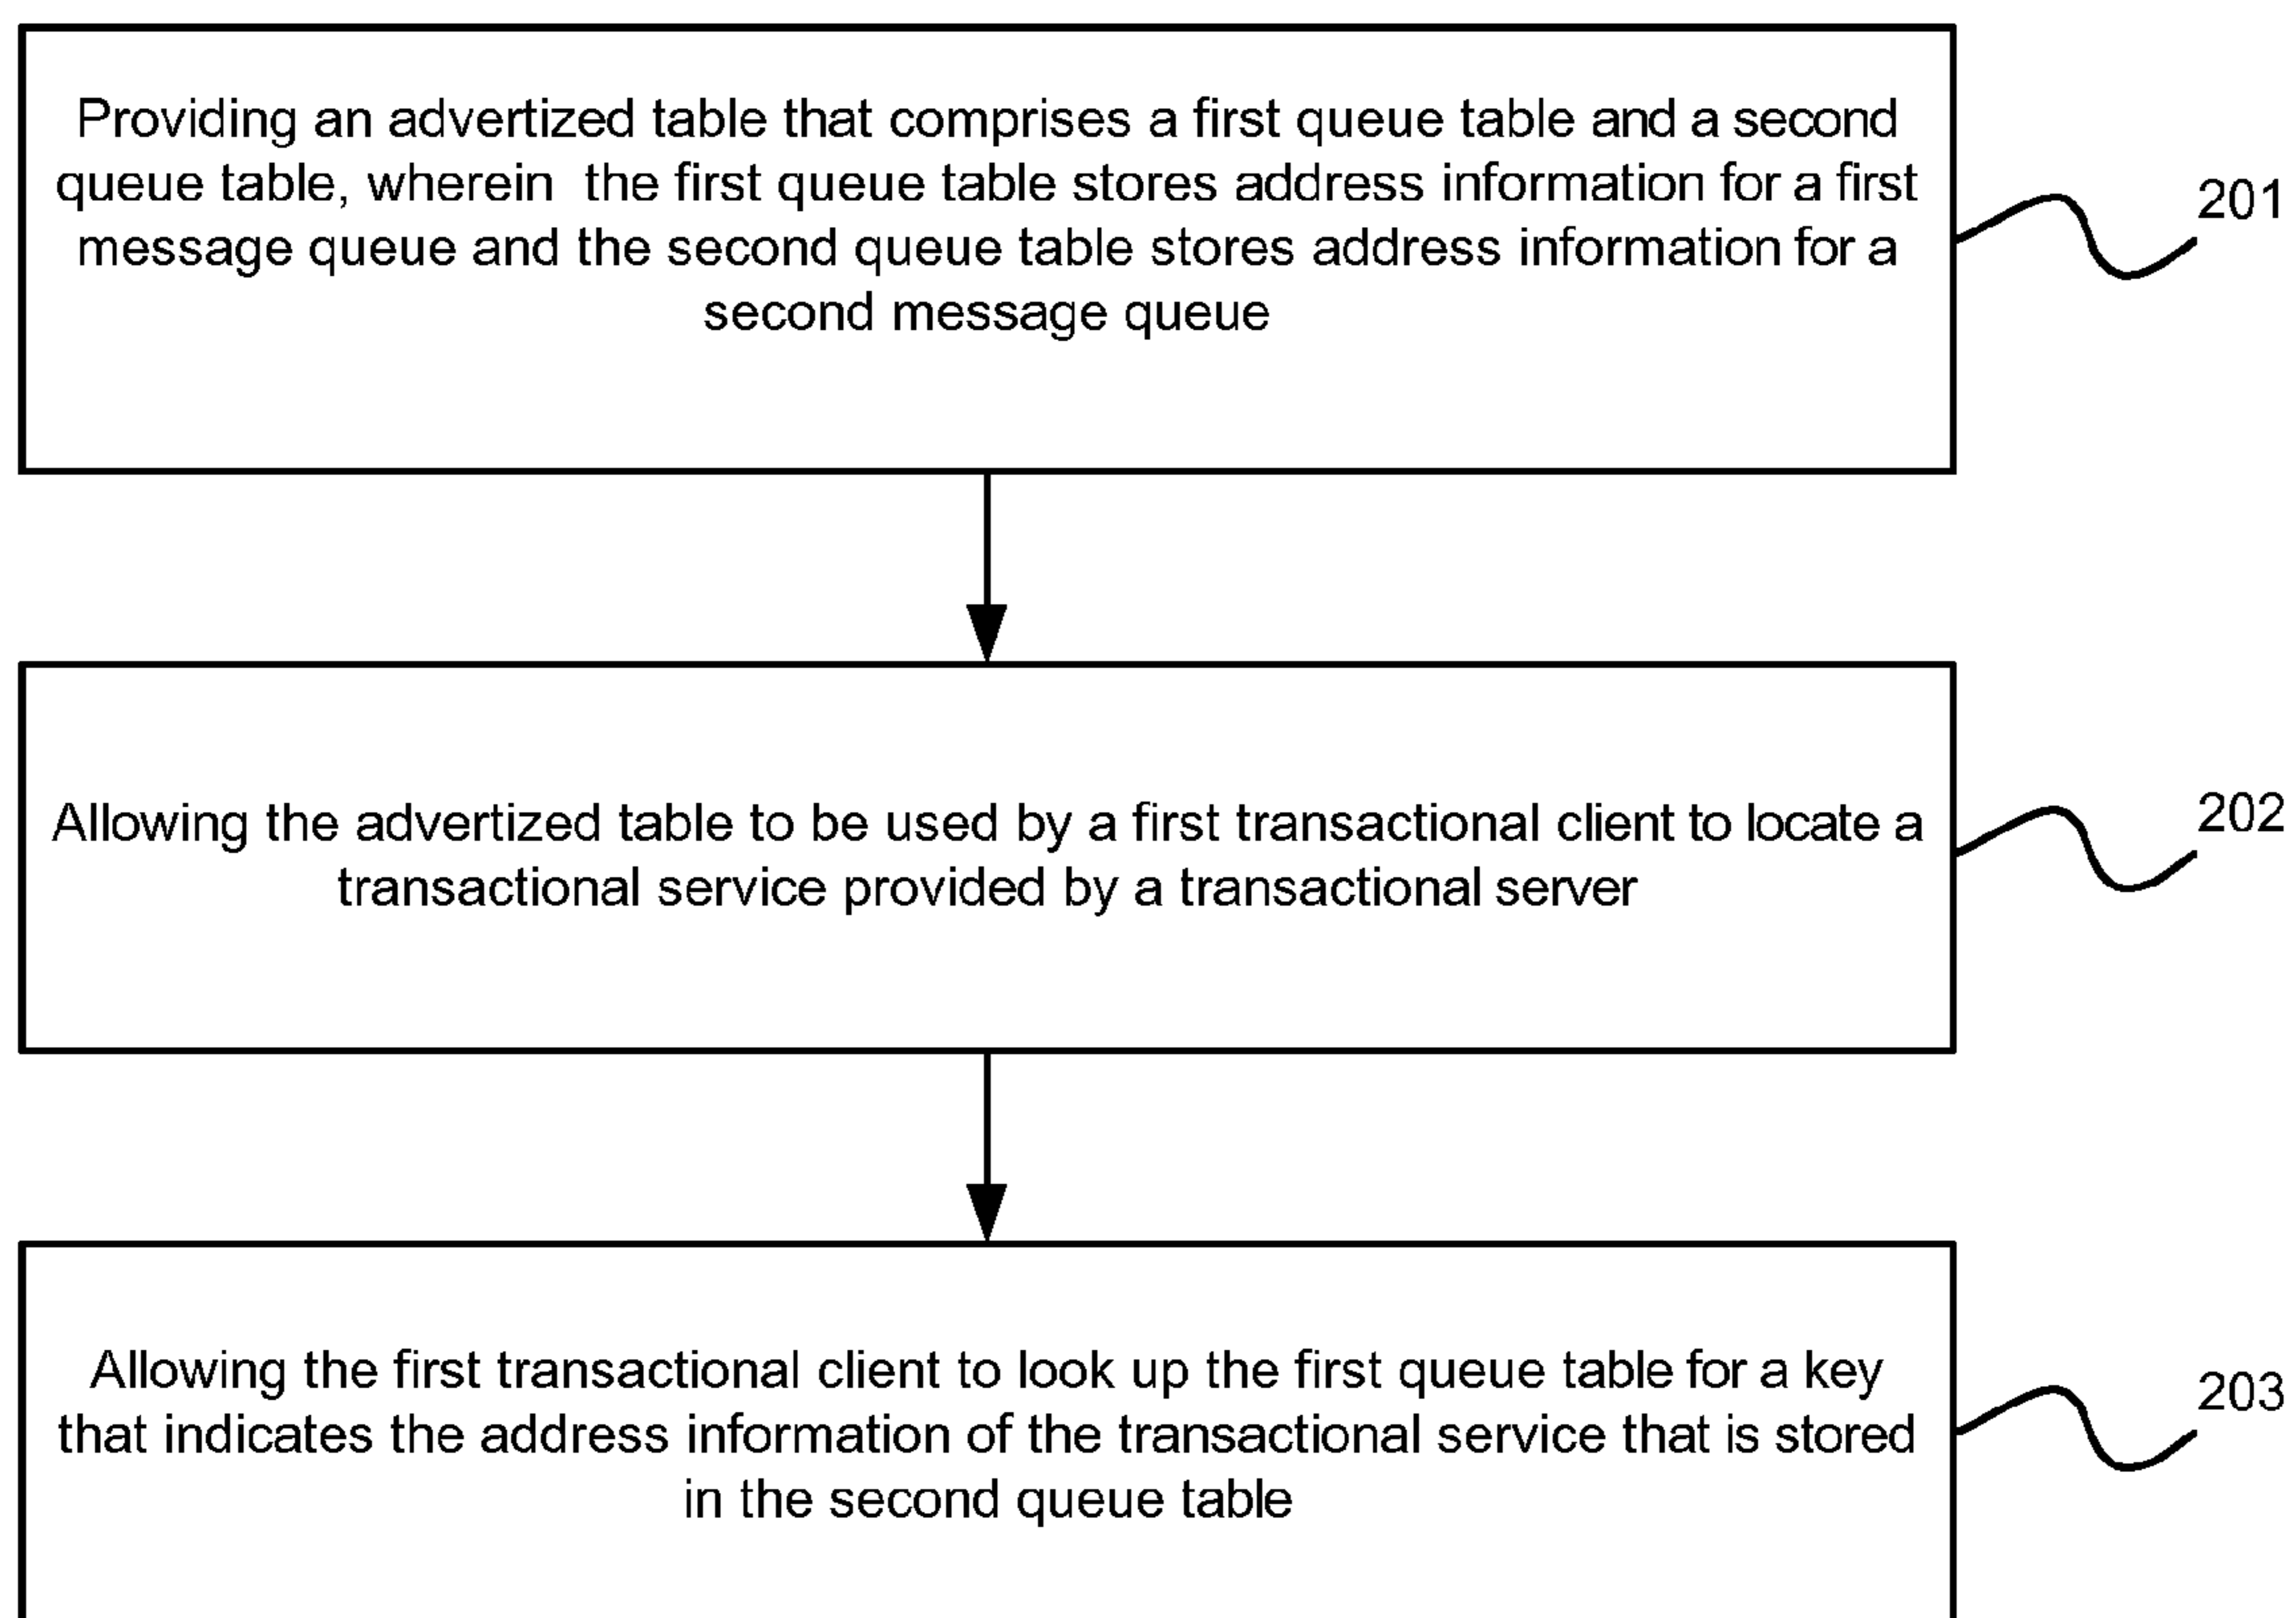 Providing an advertized table that comprises a first queue table and a second
queue table, wherein the first queue table stores address information for a first
message queue and the second queue table stores address information for a
second message queue
201
Allowing the advertized table to be used by a first transactional client to locate a
transactional service provided by a transactional server
202
Allowing the first transactional client to look up the first queue table for a key
that indicates the address information of the transactional service that is stored
in the second queue table
203